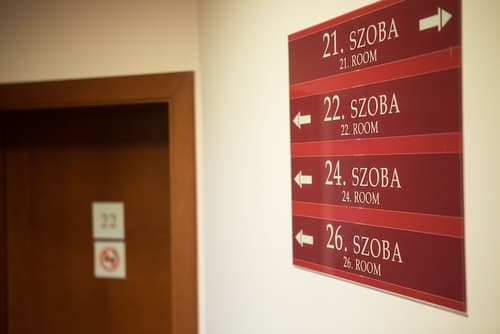 21. SZOBA
21. ROOM
22. SZOBA
22. ROOM
24. SZOBA
24. ROOM
26. SZOBA
26. ROOM
22